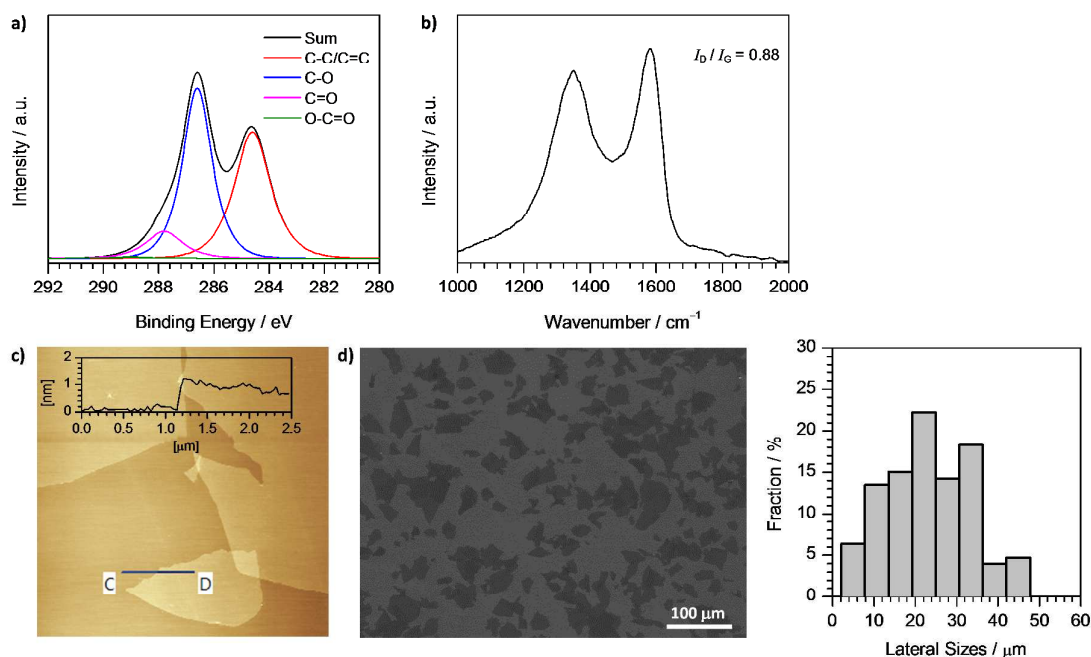 a)
Sum
C-C/C=C
C-O
C=O
O-C=O
Intensity / a.u.
292 290 288 286 284 282 280
Binding Energy / eV
b)
I_D / I_G = 0.88
Intensity / a.u.
1000 1200 1400 1600 1800 2000
Wavenumber / cm⁻¹
c)
2
1
0
[nm]
0.0 0.5 1.0 1.5 2.0 2.5
[µm]
C D
d)
100 µm
30
25
20
15
10
5
0
Fraction / %
0 10 20 30 40 50 60
Lateral Sizes / µm